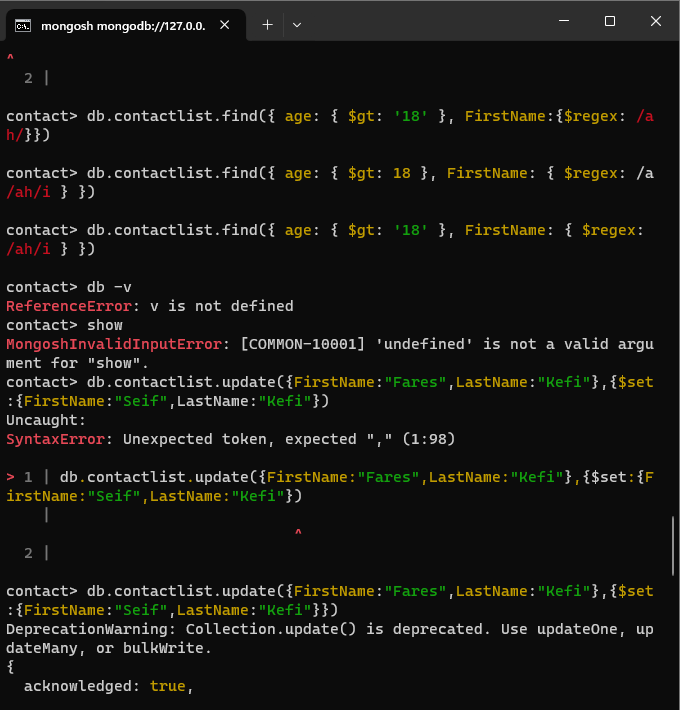 mongosh mongodb://127.0.0.
^
2 |
contact> db.contactlist.find({ age: { $gt: '18' }, FirstName:{$regex: /a
h/}})
contact> db.contactlist.find({ age: { $gt: 18 }, FirstName: { $regex: /a
/ah/i } })
contact> db.contactlist.find({ age: { $gt: '18' }, FirstName: { $regex:
/ah/i } })
contact> db -v
ReferenceError: v is not defined
contact> show
MongoshInvalidInputError: [COMMON-10001] 'undefined' is not a valid argu
ment for "show".
contact> db.contactlist.update({FirstName:"Fares",LastName:"Kefi"},{$set
:{FirstName:"Seif",LastName:"Kefi"})
Uncaught:
SyntaxError: Unexpected token, expected "," (1:98)
> 1 | db.contactlist.update({FirstName:"Fares",LastName:"Kefi"},{$set:{F
irstName:"Seif",LastName:"Kefi"})
|
^
2 |
contact> db.contactlist.update({FirstName:"Fares",LastName:"Kefi"},{$set
:{FirstName:"Seif",LastName:"Kefi"}})
DeprecationWarning: Collection.update() is deprecated. Use updateOne, up
dateMany, or bulkWrite.
{
acknowledged: true,